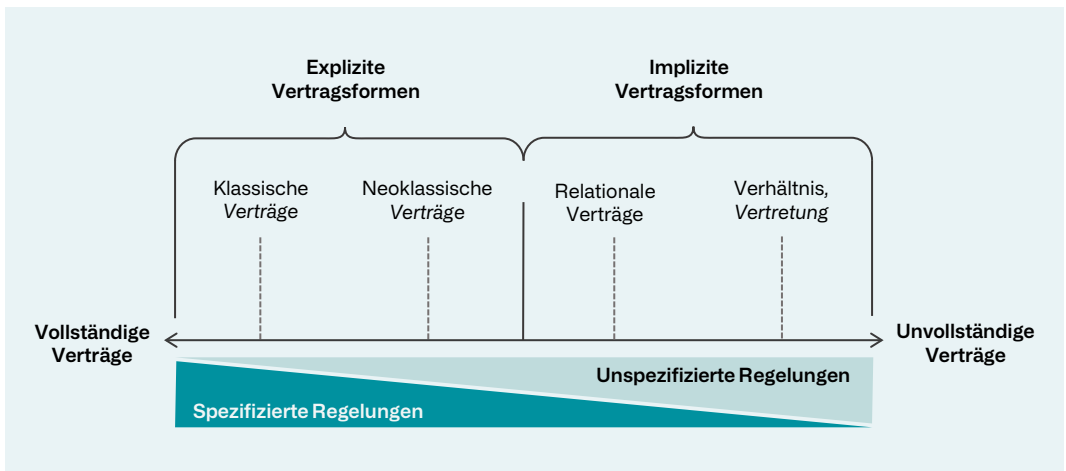 Explizite
Vertragsformen
Implizite
Vertragsformen
Klassische
Verträge
Neoklassische
Verträge
Relationale
Verträge
Verhältnis,
Vertretung
Vollständige
Verträge
Unvollständige
Verträge
Unspezifizierte Regelungen
Spezifizierte Regelungen